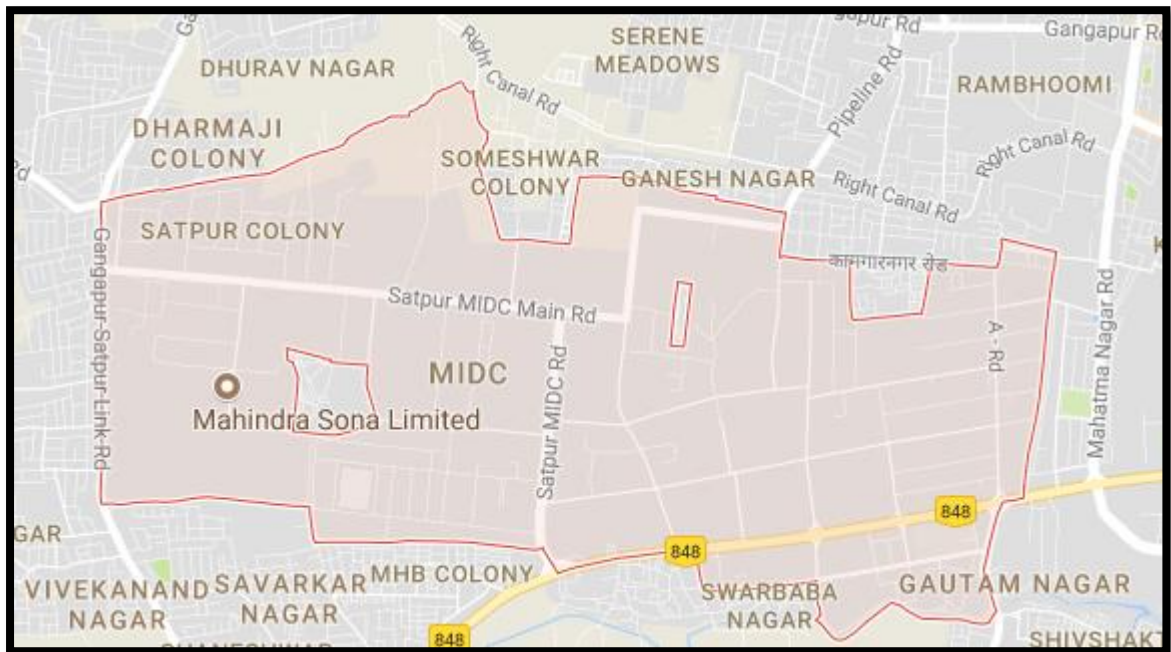 Gangapur Rd
SERENE
MEADOWS
DHURAV NAGAR
Right Canal Rd
Pipeline Rd
RAMBHOOMI
DHARMAJI
COLONY
SOMESHWAR
COLONY
GANESH NAGAR
Right Canal Rd
Right Canal Rd
Rd
SATPUR COLONY
कामगारनगर रोड
Gangapur-Satpur-Link-Rd
Satpur MIDC Main Rd
A - Rd
Mahatma Nagar Rd
MIDC
Satpur MIDC Rd
Mahindra Sona Limited
848
848
GAR
MHB COLONY
VIVEKANAND
NAGAR
SAVARKAR
NAGAR
SWARBABA
NAGAR
GAUTAM NAGAR
848
SHIVSHAKT